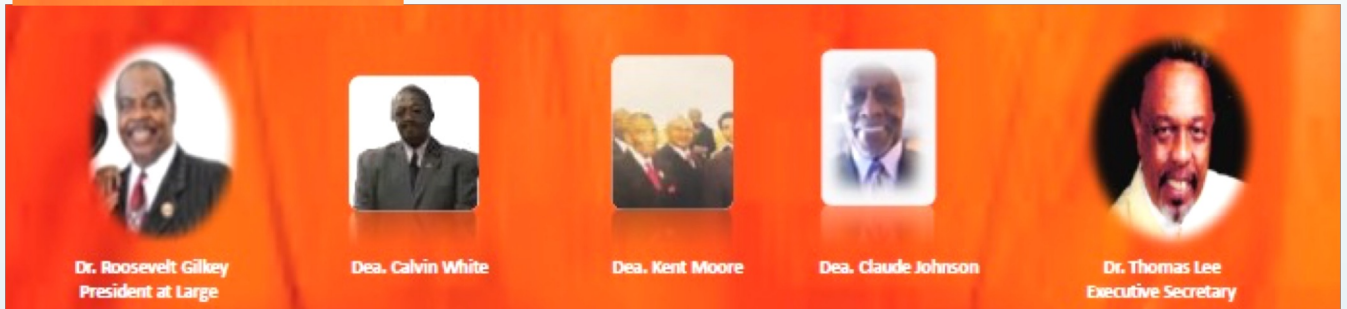 Dr. Roosevelt Gilkey
President at Large
Dea. Calvin White
Dea. Kent Moore
Dea. Claude Johnson
Dr. Thomas Lee
Executive Secretary